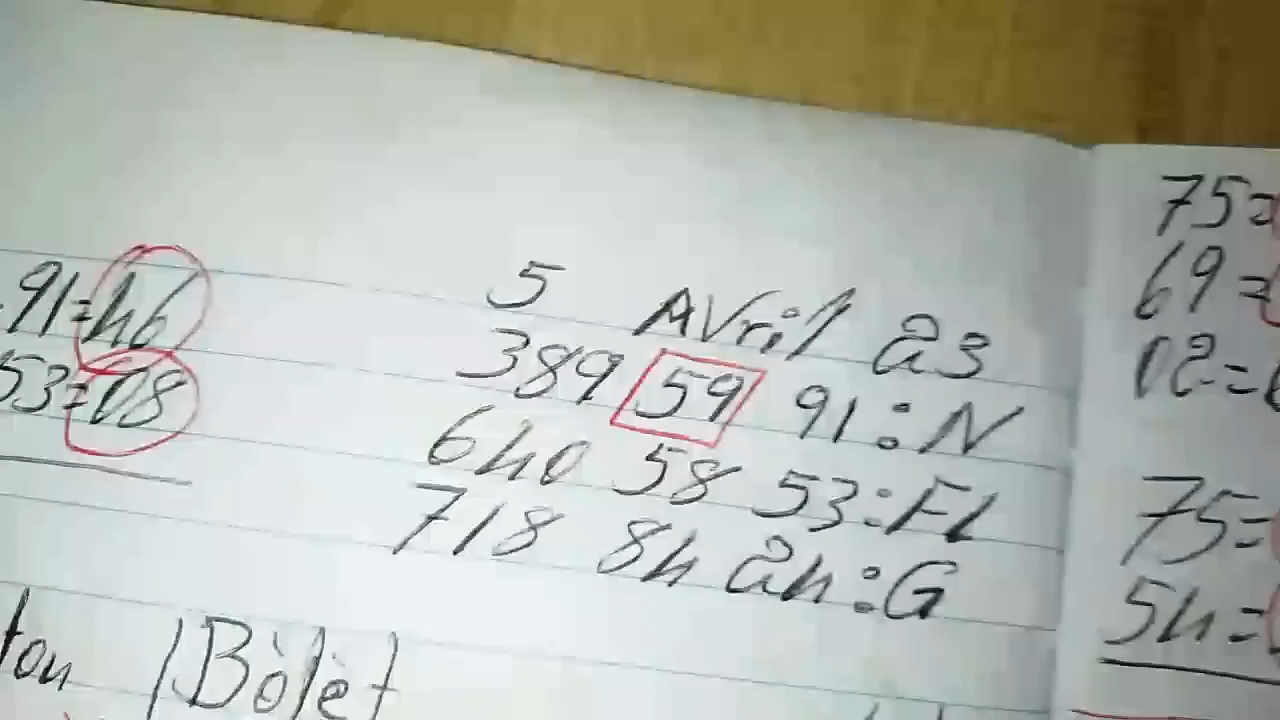 91=46
53=08
5 Avril 23
389 59 91:N
640 58 53:FL
718 84 24:G
tou /Bòlèt
75=
69=
02=
75=
54=